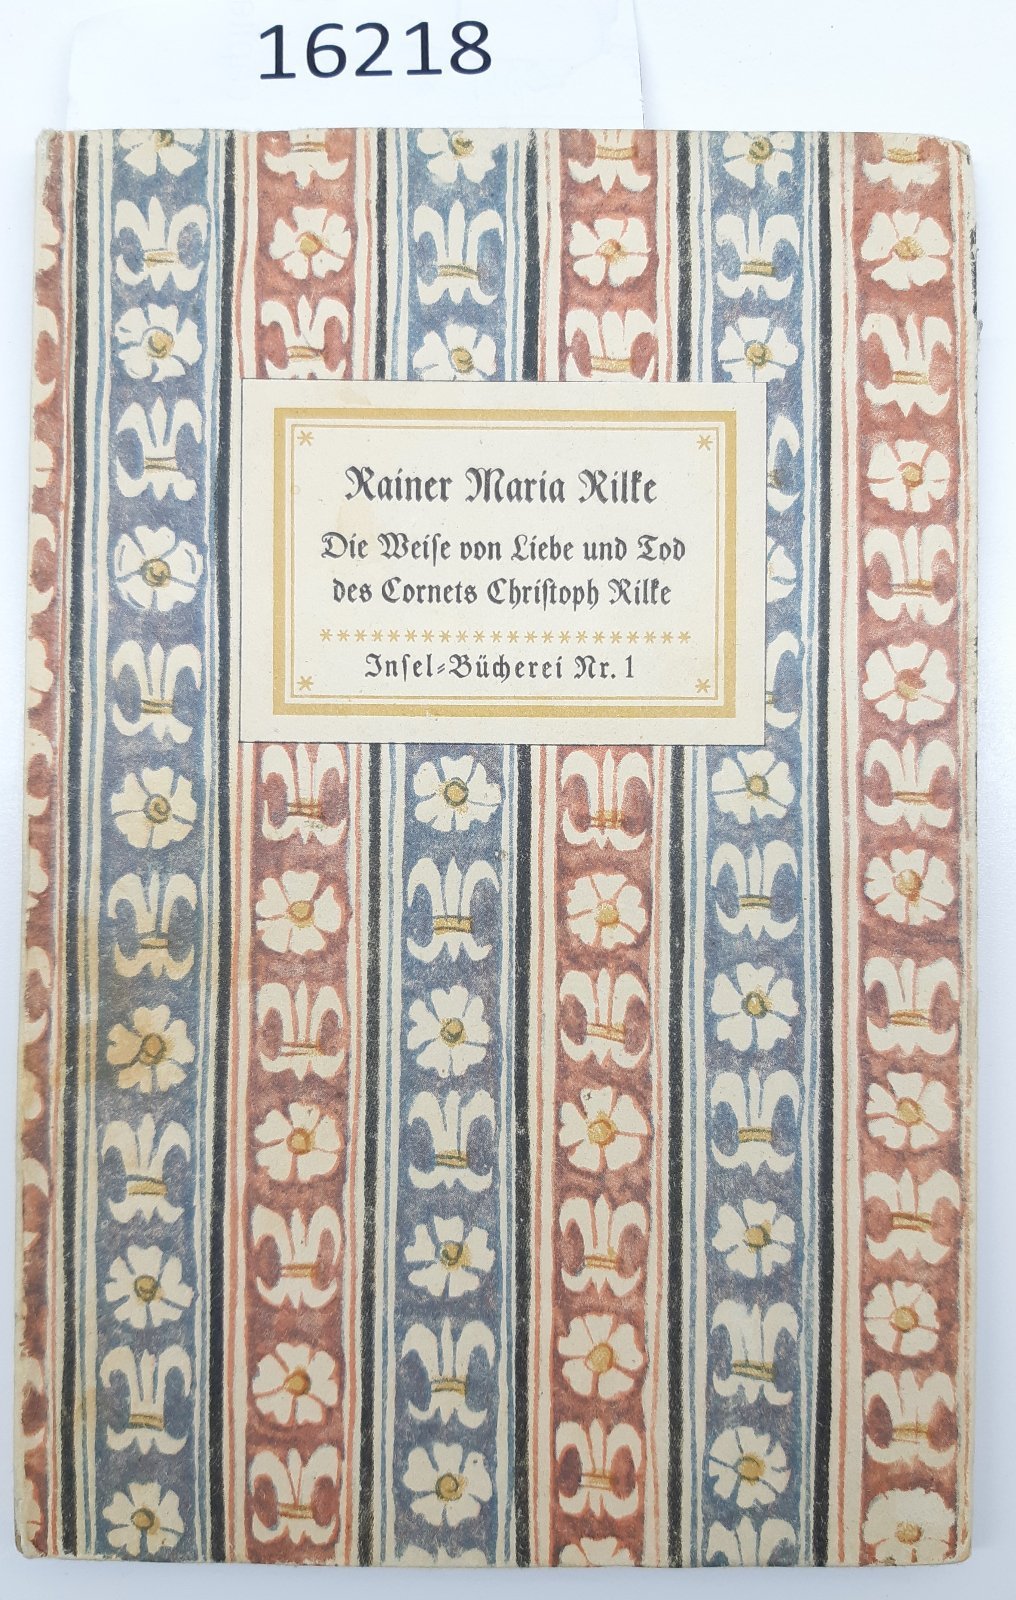 16218
Rainer Maria Rilke
Die Weiſe von Liebe und Tod
des Cornets Chriſtoph Rilke
Inſel-Bücherei Nr. 1